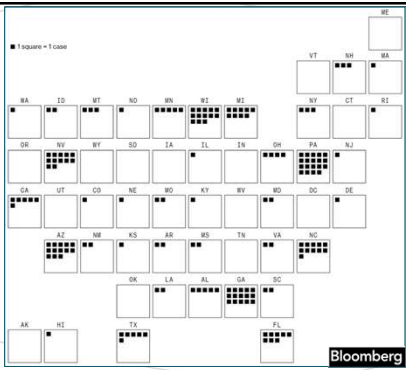 ME
■ 1 square = 1 case
VT NH MA
WA ID MT ND MN WI MI NY CT RI
OR NV WY SD IA IL IN OH PA NJ
CA UT CO NE MO KY WV MD DC DE
AZ NM KS AR MS TN VA NC
OK LA AL GA SC
AK HI TX FL
Bloomberg